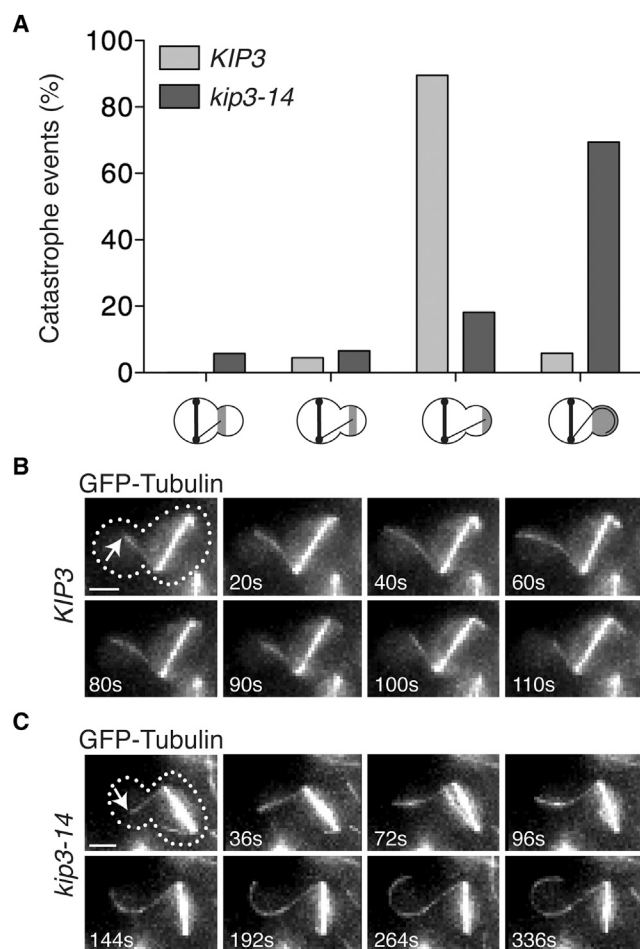 A
Catastrophe events (%)
100
80
60
40
20
0
KIP3
kip3-14
B
GFP-Tubulin
KIP3
20s
40s
60s
80s
90s
100s
110s
C
GFP-Tubulin
kip3-14
36s
72s
96s
144s
192s
264s
336s